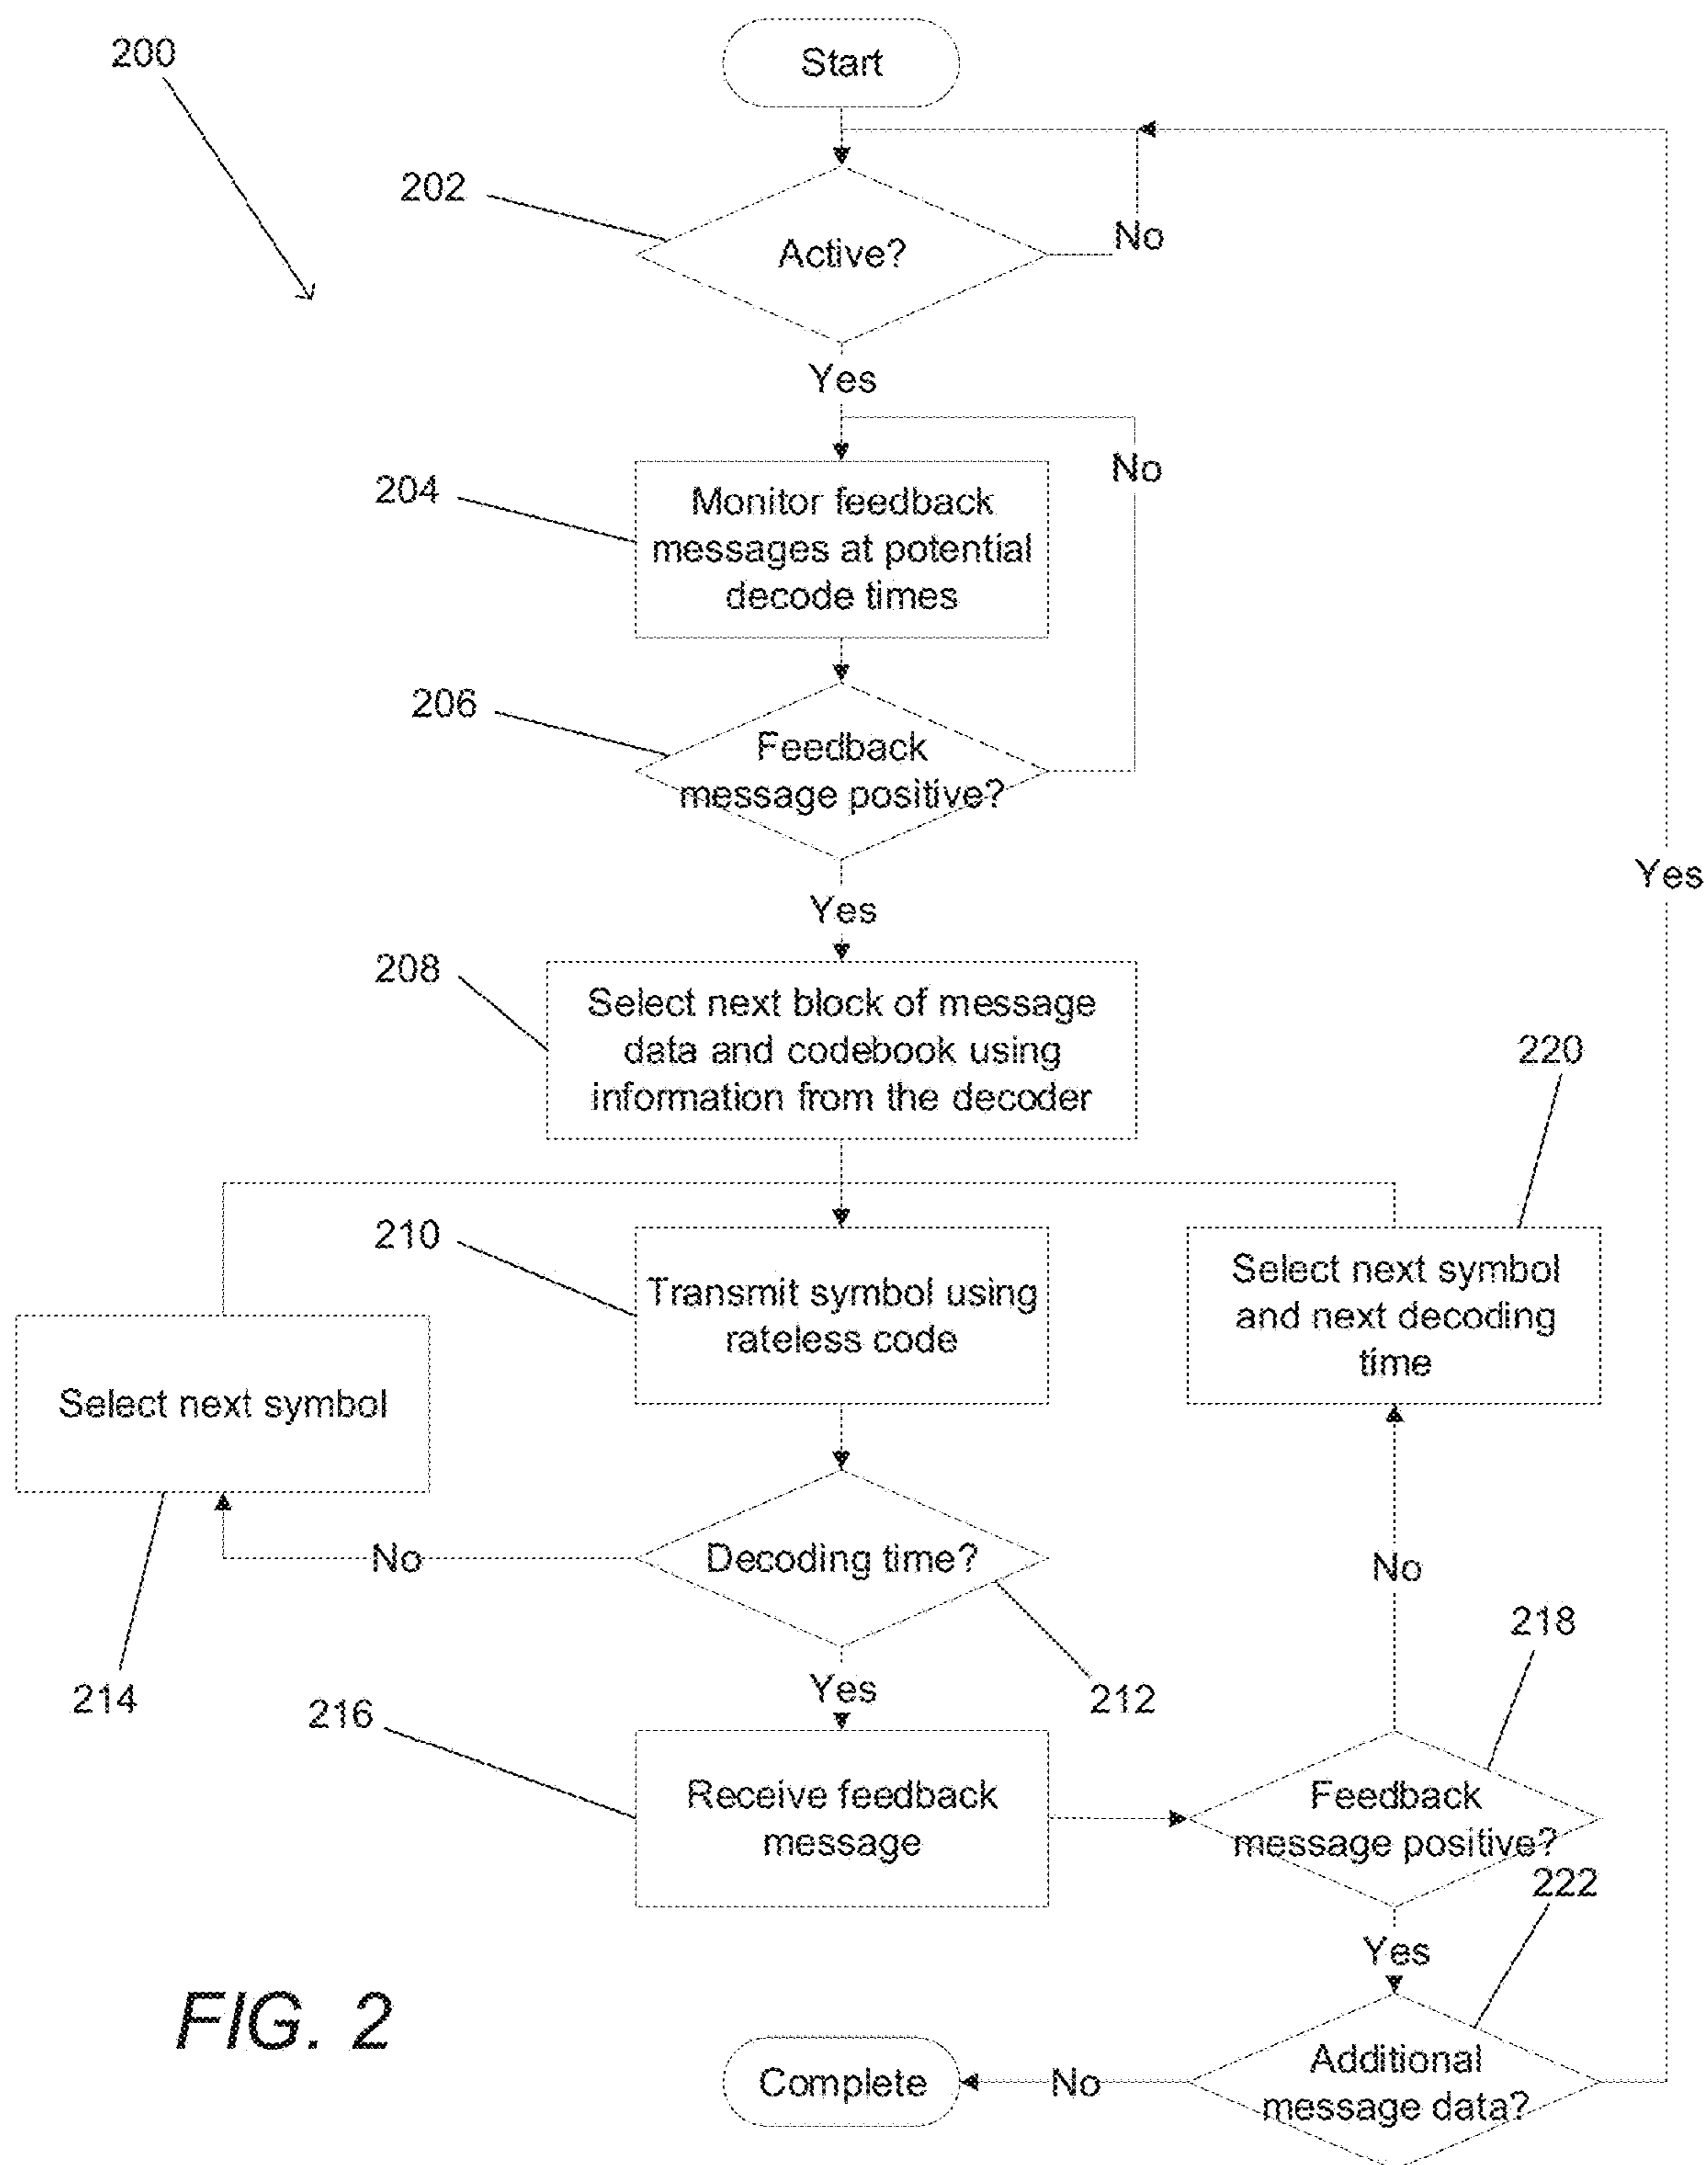 200
Start
202
Active?
No
Yes
204
Monitor feedback
messages at potential
decode times
No
206
Feedback
message positive?
Yes
Yes
208
Select next block of message
data and codebook using
information from the decoder
220
210
Transmit symbol using
rateless code
Select next symbol
and next decoding
time
Select next symbol
No
Decoding time?
No
214
Yes
212
218
216
Receive feedback
message
Feedback
message positive?
222
Yes
FIG. 2
Complete
No
Additional
message data?